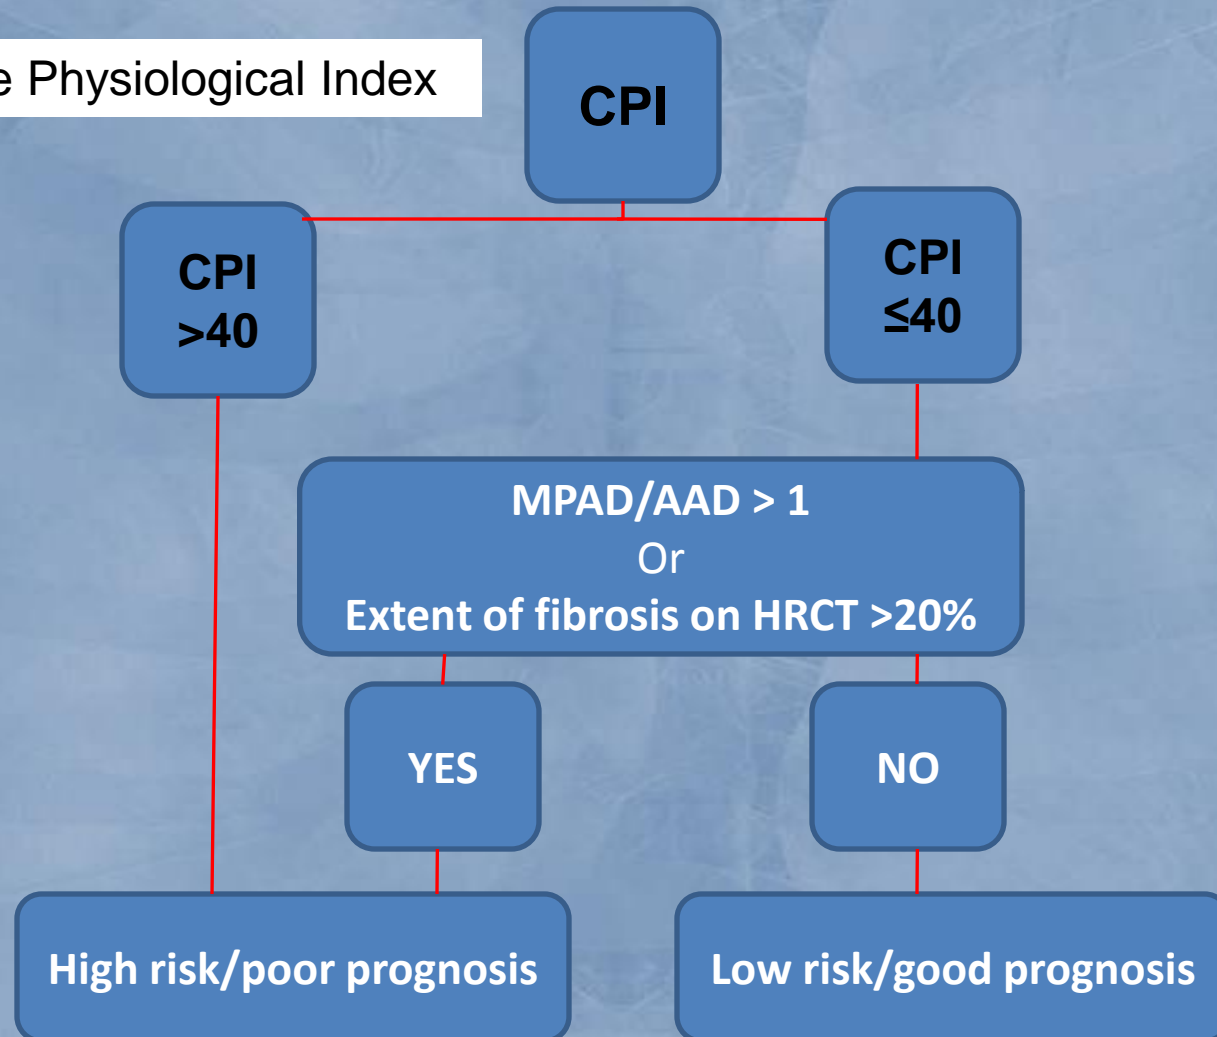 e Physiological Index
CPI
CPI
>40
CPI
≤40
MPAD/AAD > 1
Or
Extent of fibrosis on HRCT >20%
YES
NO
High risk/poor prognosis
Low risk/good prognosis